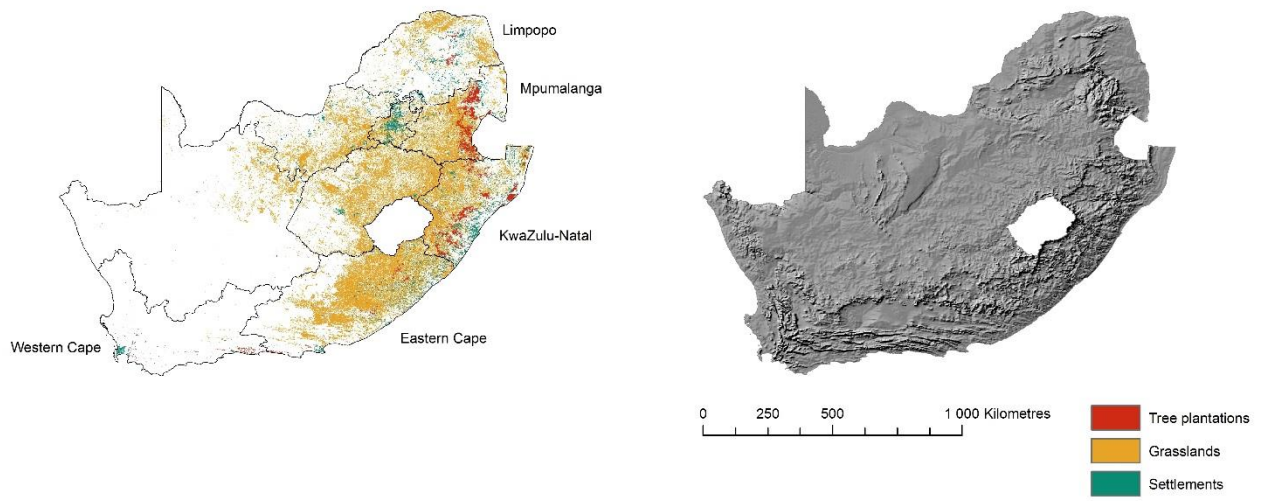 Limpopo
Mpumalanga
KwaZulu-Natal
Eastern Cape
Western Cape
0 250 500 1 000 Kilometres
Tree plantations
Grasslands
Settlements